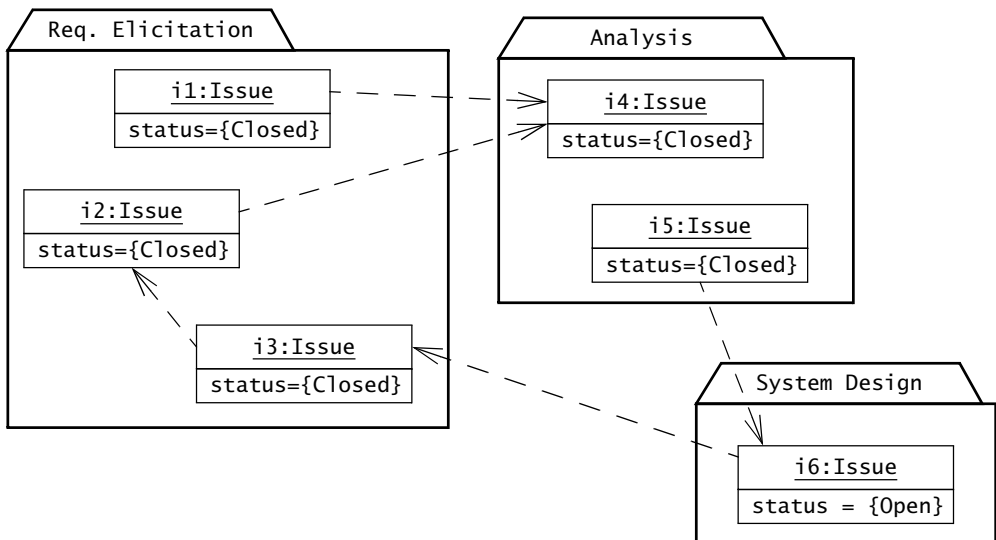 Req. Elicitation
i1:Issue
status={Closed}
i2:Issue
status={Closed}
i3:Issue
status={Closed}
Analysis
i4:Issue
status={Closed}
i5:Issue
status={Closed}
System Design
i6:Issue
status = {Open}